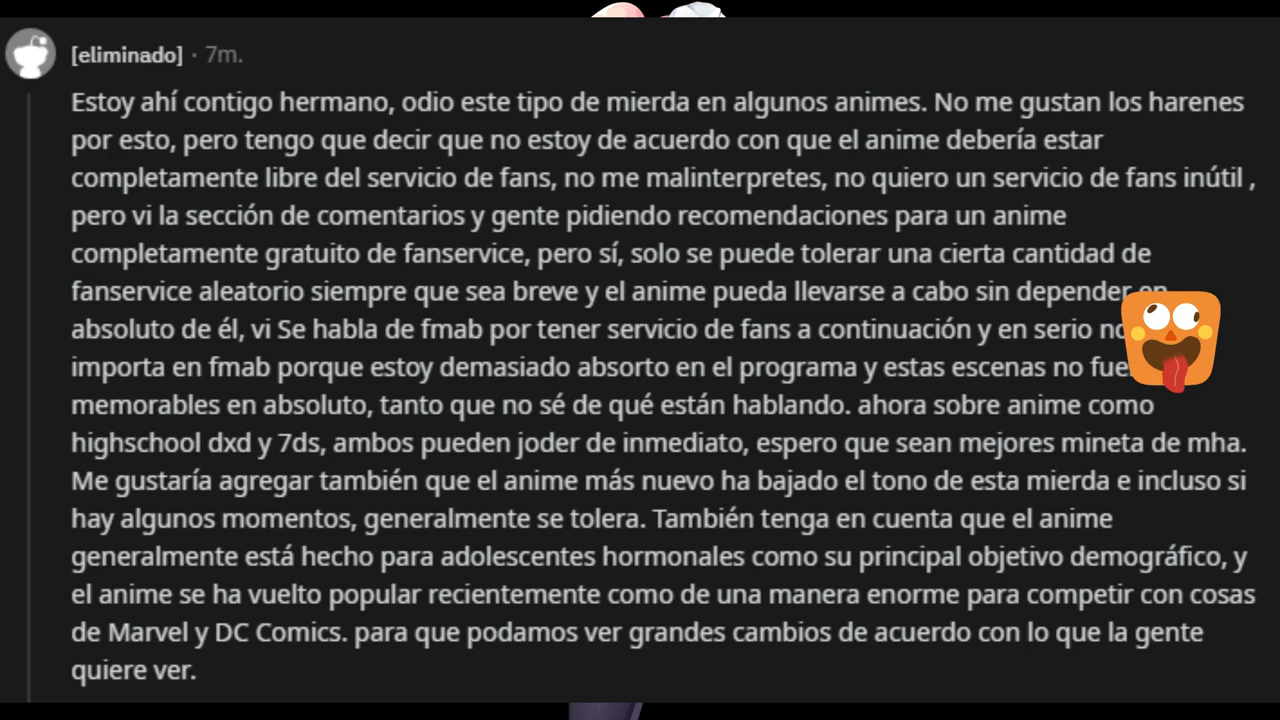 [eliminado] · 7m.
Estoy ahí contigo hermano, odio este tipo de mierda en algunos animes. No me gustan los harenes
por esto, pero tengo que decir que no estoy de acuerdo con que el anime debería estar
completamente libre del servicio de fans, no me malinterpretes, no quiero un servicio de fans inútil ,
pero vi la sección de comentarios y gente pidiendo recomendaciones para un anime
completamente gratuito de fanservice, pero sí, solo se puede tolerar una cierta cantidad de
fanservice aleatorio siempre que sea breve y el anime pueda llevarse a cabo sin depender en
absoluto de él, vi Se habla de fmab por tener servicio de fans a continuación y en serio
importa en fmab porque estoy demasiado absorto en el programa y estas escenas no
memorables en absoluto, tanto que no sé de qué están hablando. ahora sobre anime como
highschool dxd y 7ds, ambos pueden joder de inmediato, espero que sean mejores mineta de mha.
Me gustaría agregar también que el anime más nuevo ha bajado el tono de esta mierda e incluso si
hay algunos momentos, generalmente se tolera. También tenga en cuenta que el anime
generalmente está hecho para adolescentes hormonales como su principal objetivo demográfico, y
el anime se ha vuelto popular recientemente como de una manera enorme para competir con cosas
de Marvel y DC Comics. para que podamos ver grandes cambios de acuerdo con lo que la gente
quiere ver.